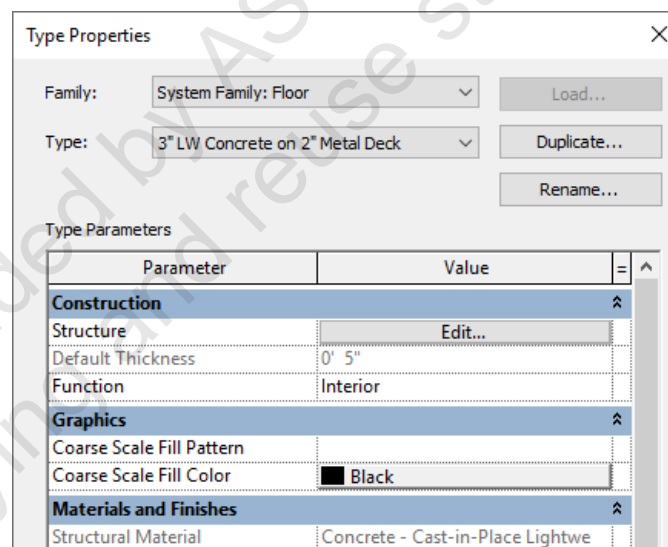 Type Properties
Family: System Family: Floor Load...
Type: 3" LW Concrete on 2" Metal Deck Duplicate...
Rename...
Type Parameters
Parameter Value =
Construction
Structure Edit...
Default Thickness 0' 5"
Function Interior
Graphics
Coarse Scale Fill Pattern
Coarse Scale Fill Color Black
Materials and Finishes
Structural Material Concrete - Cast-in-Place Lightwe